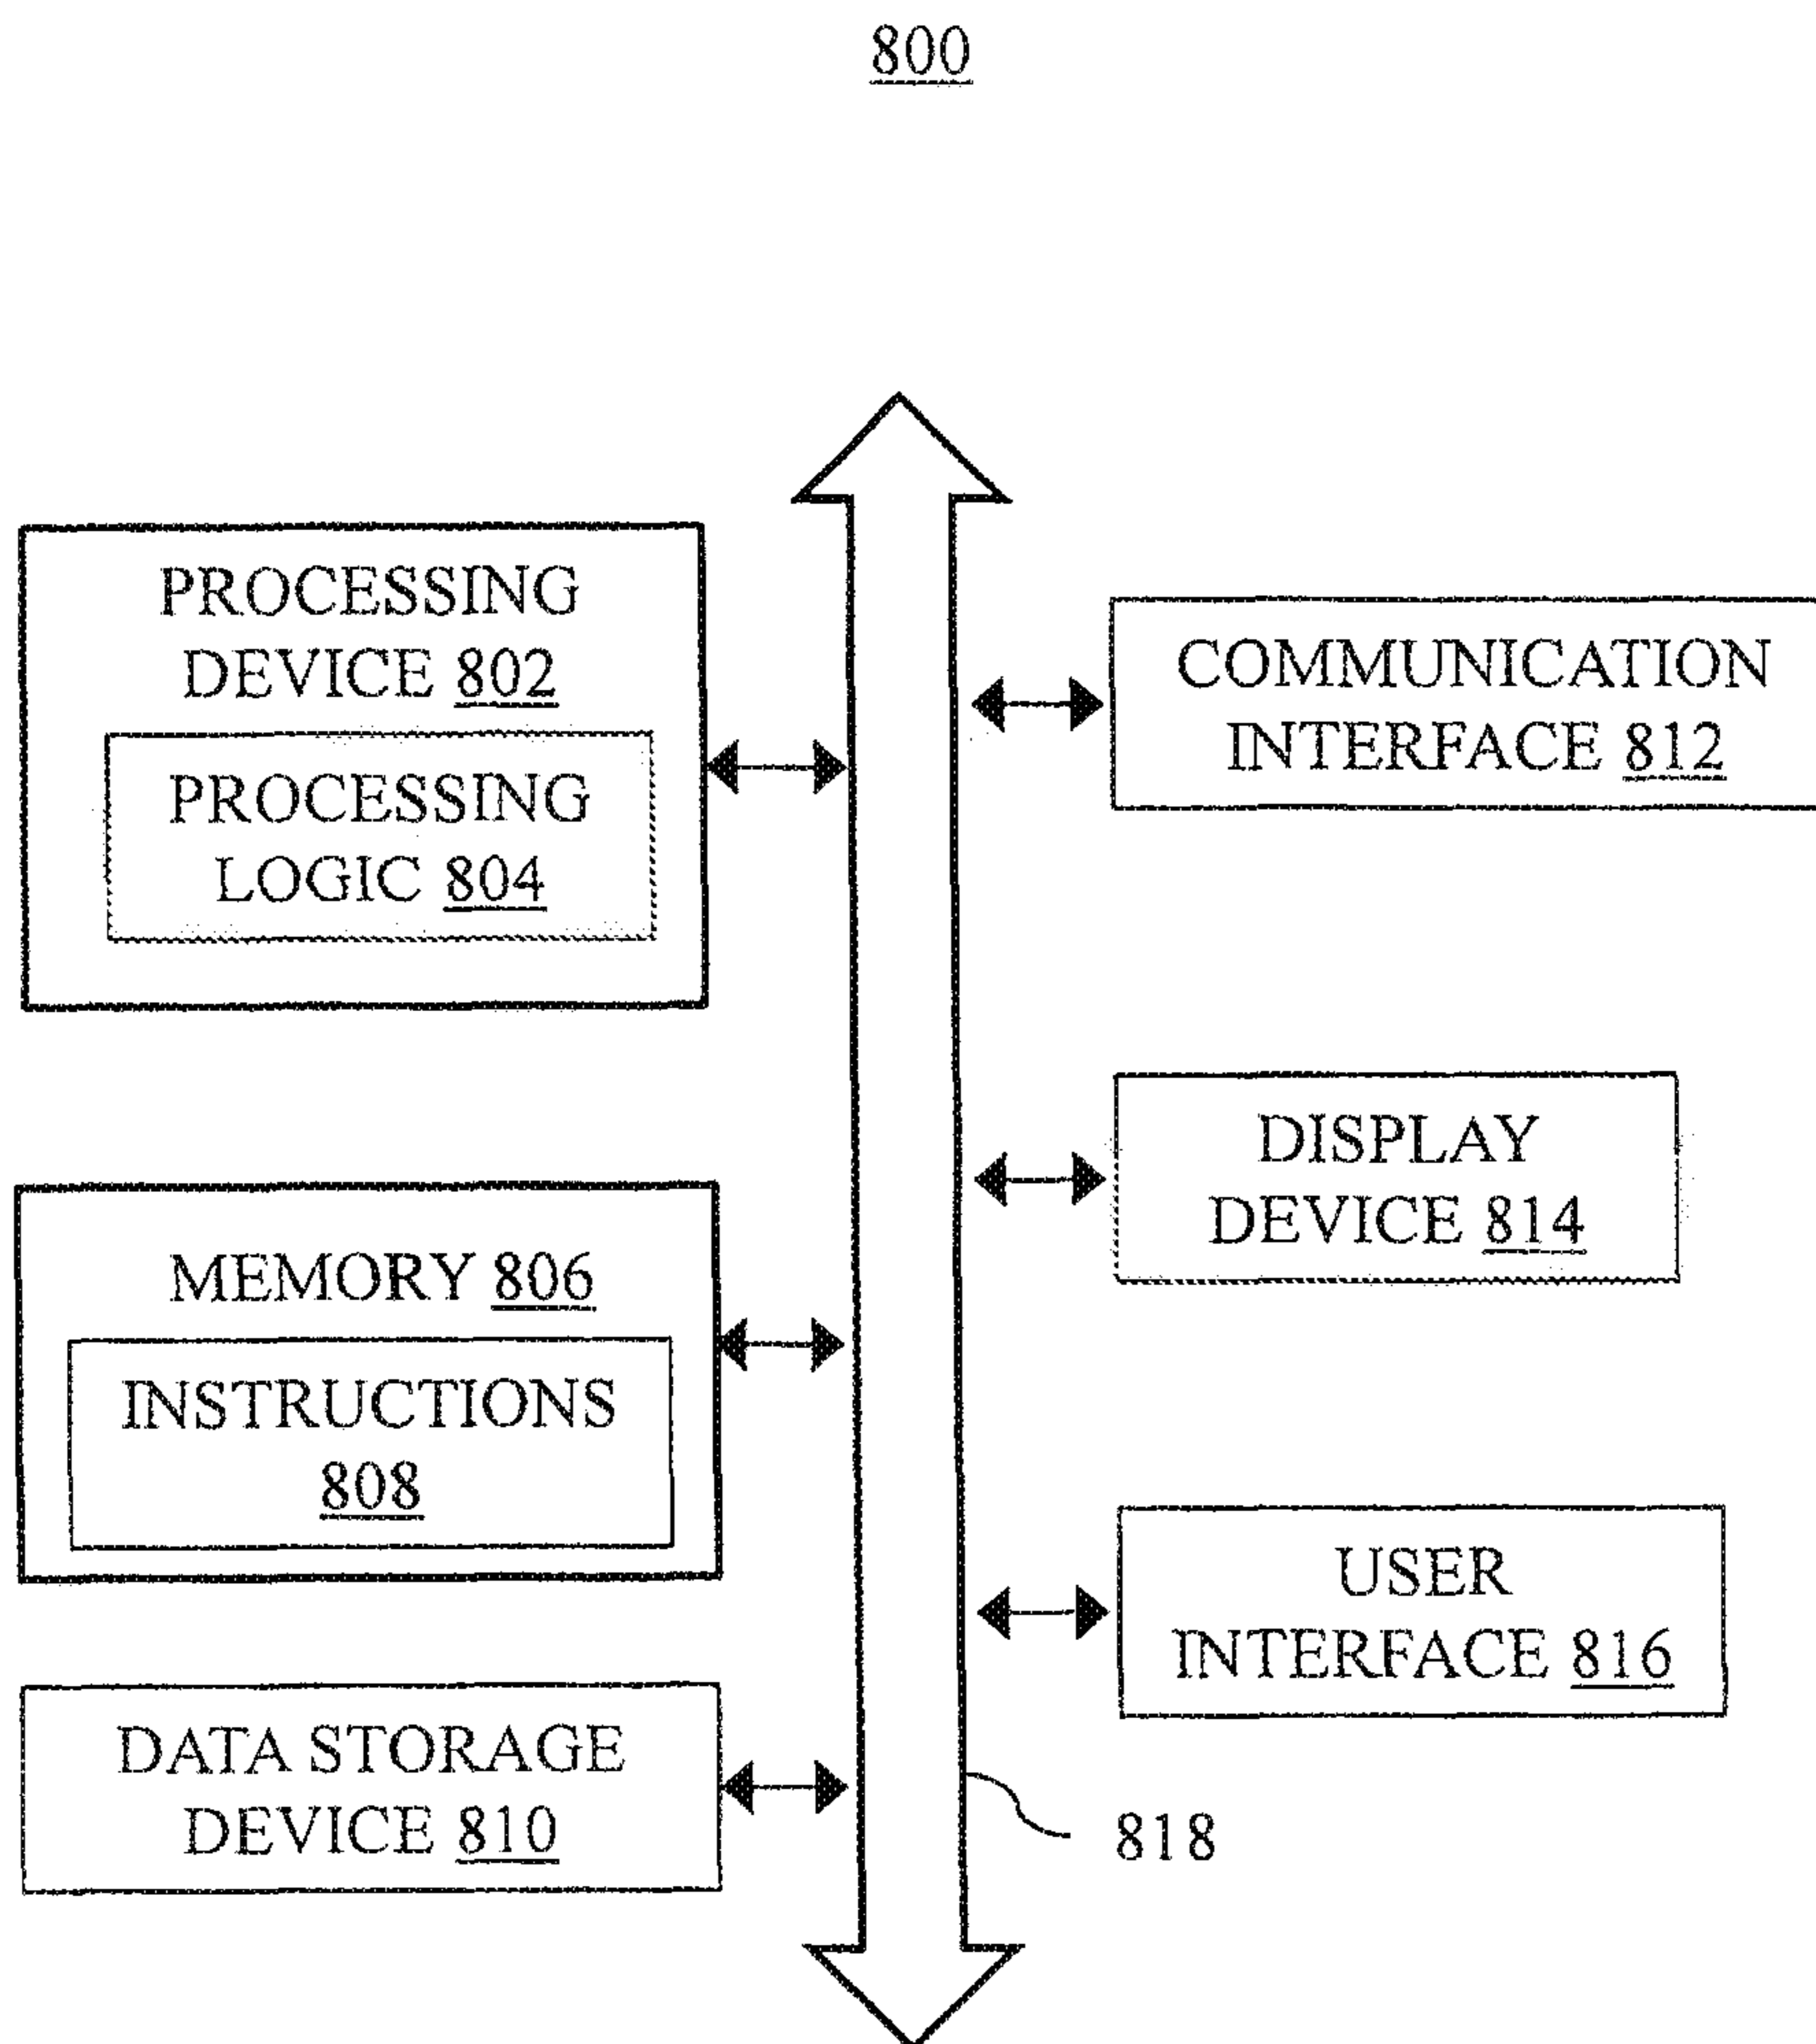 800
PROCESSING
DEVICE 802
PROCESSING
LOGIC 804
COMMUNICATION
INTERFACE 812
DISPLAY
DEVICE 814
MEMORY 806
INSTRUCTIONS
808
USER
INTERFACE 816
DATA STORAGE
DEVICE 810
818